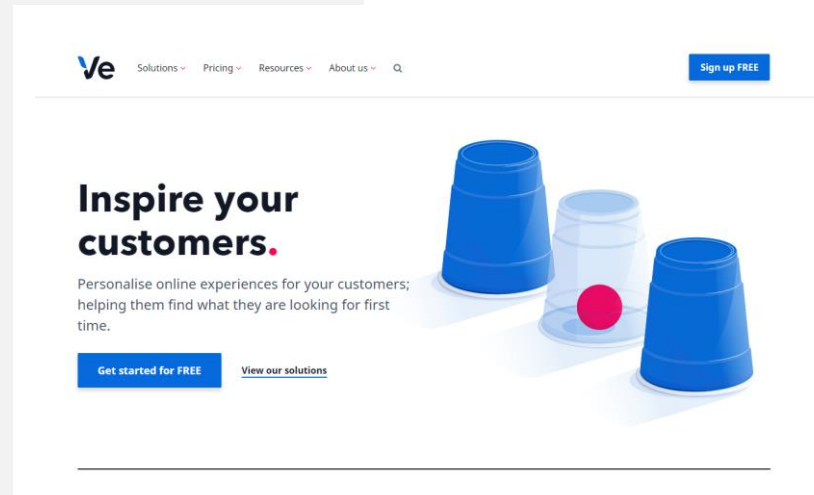 Ve
Solutions
Pricing
Resources
About us
Sign up FREE
Inspire your
customers.
Personalise online experiences for your customers;
helping them find what they are looking for first
time.
Get started for FREE
View our solutions